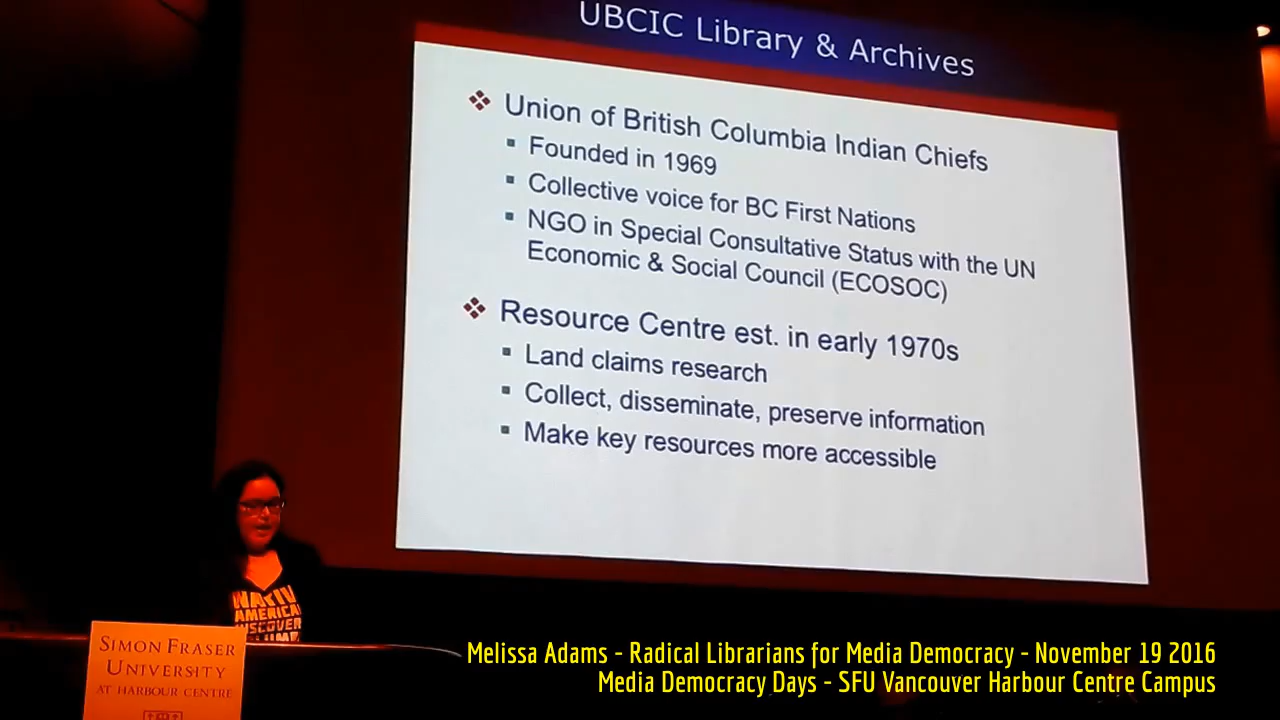 UBCIC Library & Archives
Union of British Columbia Indian Chiefs
Founded in 1969
Collective voice for BC First Nations
NGO in Special Consultative Status with the UN
Economic & Social Council (ECOSOC)
Resource Centre est. in early 1970s
Land claims research
Collect, disseminate, preserve information
Make key resources more accessible
AMERICA
SIMON FRASER
UNIVERSITY
AT HARBOUR CENTRE
Melissa Adams - Radical Librarians for Media Democracy - November 19 2016
Media Democracy Days - SFU Vancouver Harbour Centre Campus